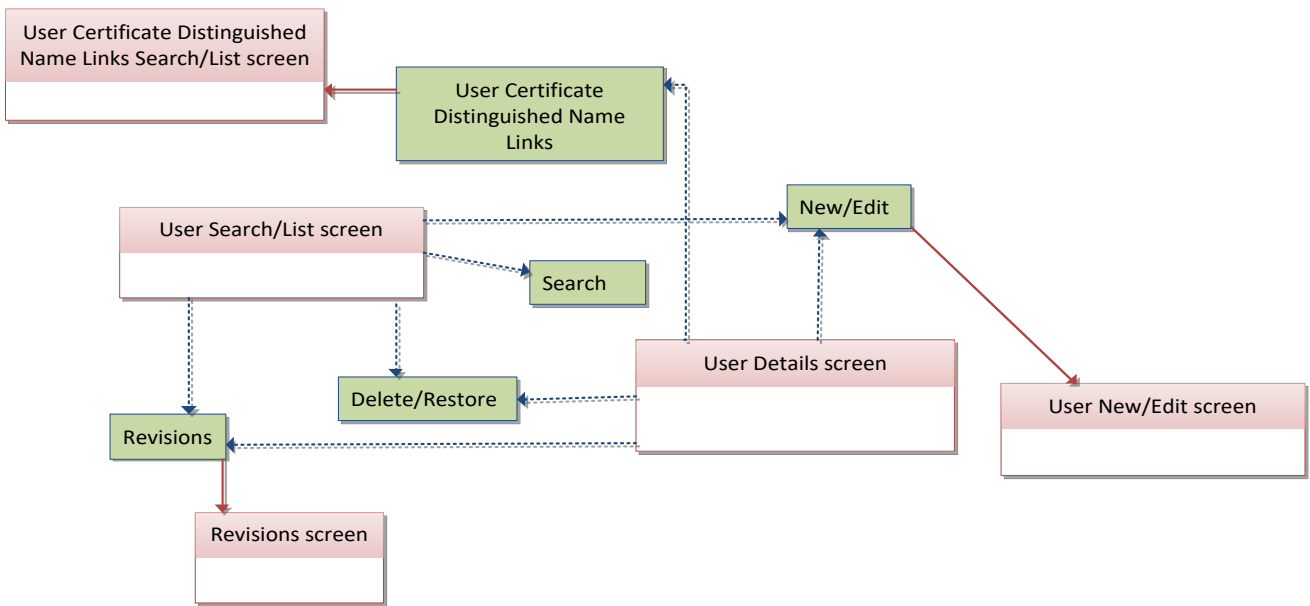 User Certificate Distinguished
Name Links Search/List screen
User Certificate
Distinguished Name
Links
New/Edit
User Search/List screen
Search
User Details screen
Delete/Restore
User New/Edit screen
Revisions
Revisions screen